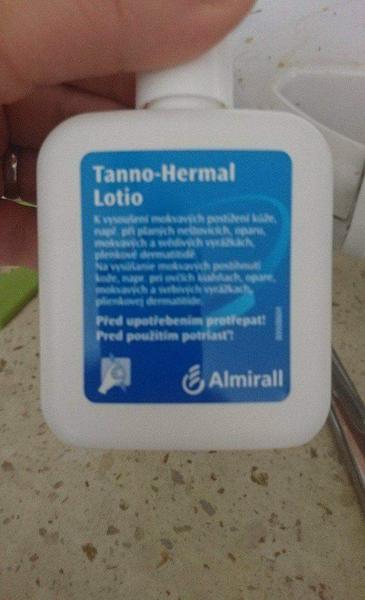 Tanno-Hermal
Lotio
K vysoušení mokvavých postižení kůže,
např. při planých neštovicích, oparu,
mokvavých a svědivých vyrážkách,
plenkové dermatitidě.
Na vysúšanie mokvavých postihnutí
kože, napr. pri ovčích kiahňach, opare,
mokvavých a svrbivých vyrážkach,
plienkovej dermatitíde.
Před upotřebením protřepat!
Pred použitím potriasť!
Almirall